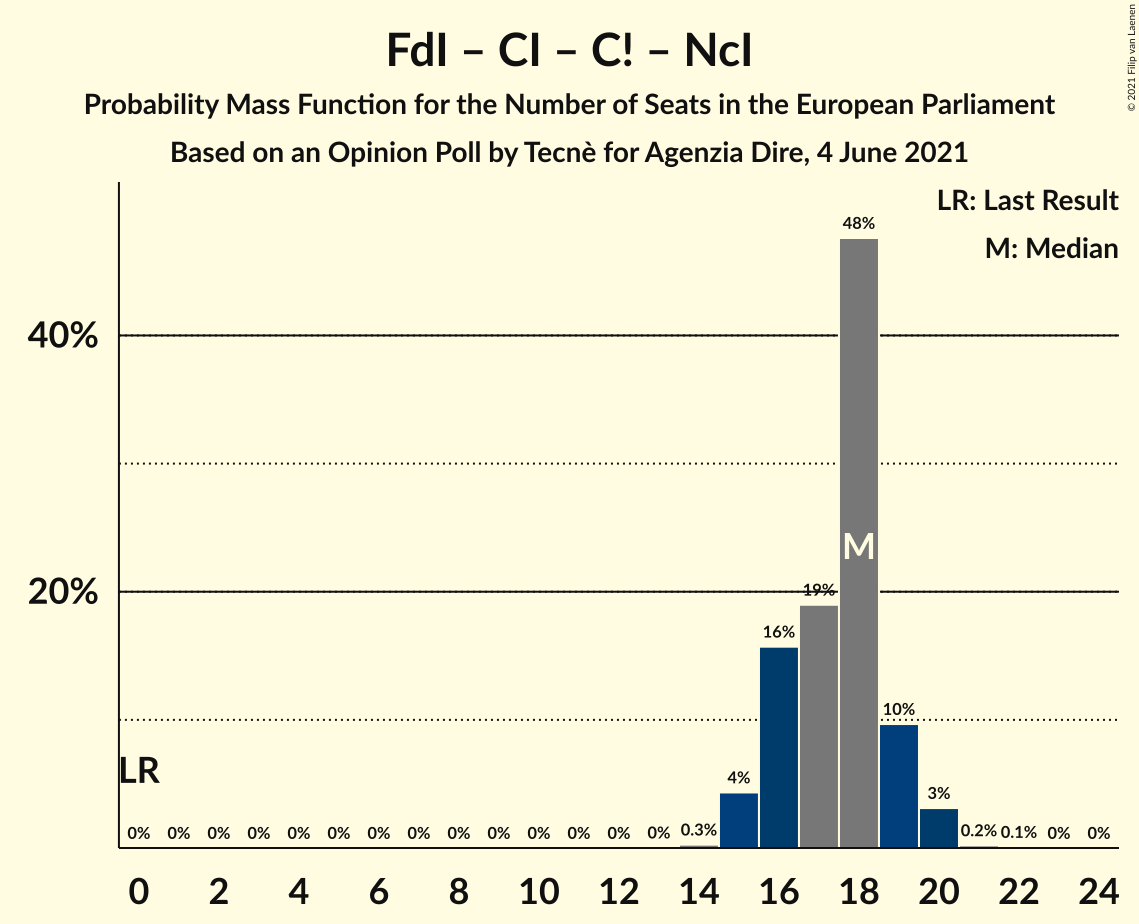 FdI – CI – C! – NcI
Probability Mass Function for the Number of Seats in the European Parliament
Based on an Opinion Poll by Tecnè for Agenzia Dire, 4 June 2021
© 2021 Filip van Laenen
LR: Last Result
M: Median
48%
40%
M
20%
19%
16%
10%
LR
4%
3%
0% 0% 0% 0% 0% 0% 0% 0% 0% 0% 0% 0% 0% 0% 0.3% 0.2% 0.1% 0% 0%
0 2 4 6 8 10 12 14 16 18 20 22 24